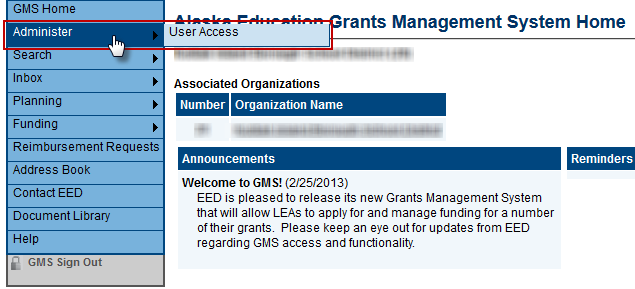 GMS Home
Administer
User Access
Search
Inbox
Planning
Funding
Reimbursement Requests
Address Book
Contact EED
Document Library
Help
GMS Sign Out
Alaska Education Grants Management System Home
Associated Organizations
Number Organization Name
Announcements
Welcome to GMS! (2/25/2013)
EED is pleased to release its new Grants Management System
that will allow LEAs to apply for and manage funding for a number
of their grants.  Please keep an eye out for updates from EED
regarding GMS access and functionality.
Reminders